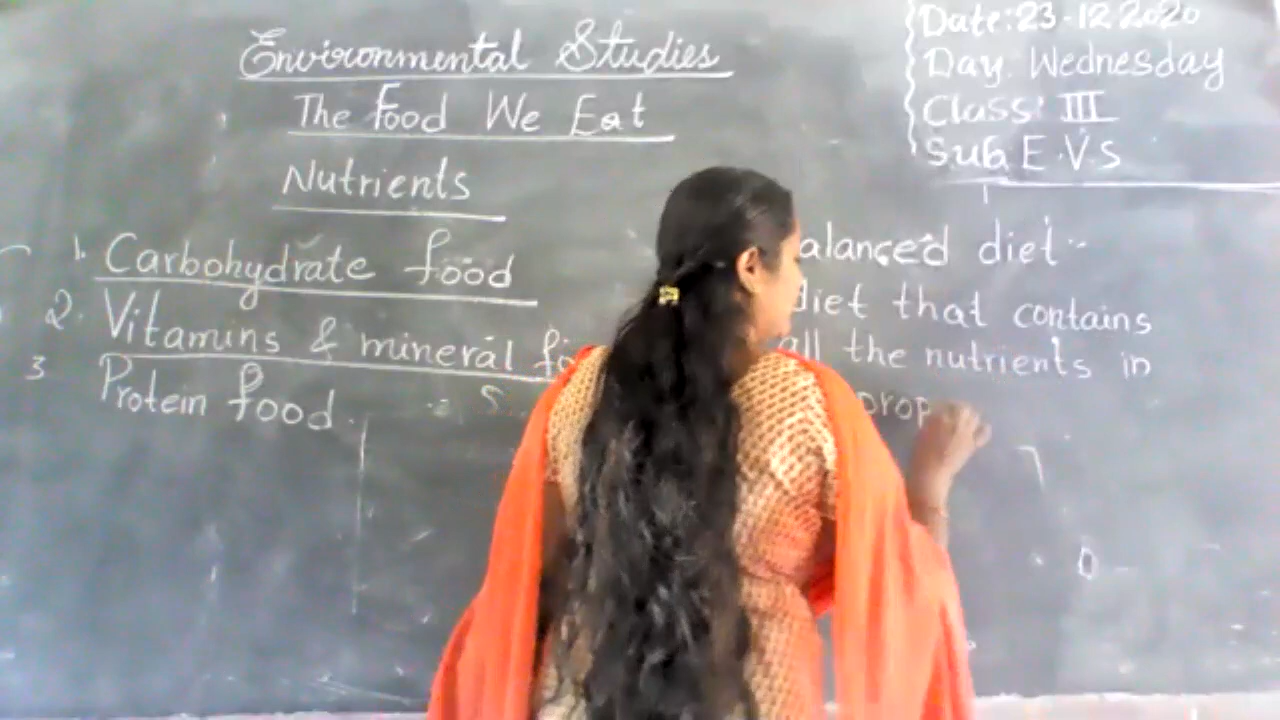 Environmental Studies
The Food We Eat
Nutrients
1. Carbohydrate food
2. Vitamins & mineral fo
3 Protein food.
Date: 23-12 2020
Day. Wednesday
Class: III
Sub E.V.S
alanced diet:-
diet that contains
all the nutrients in
prop